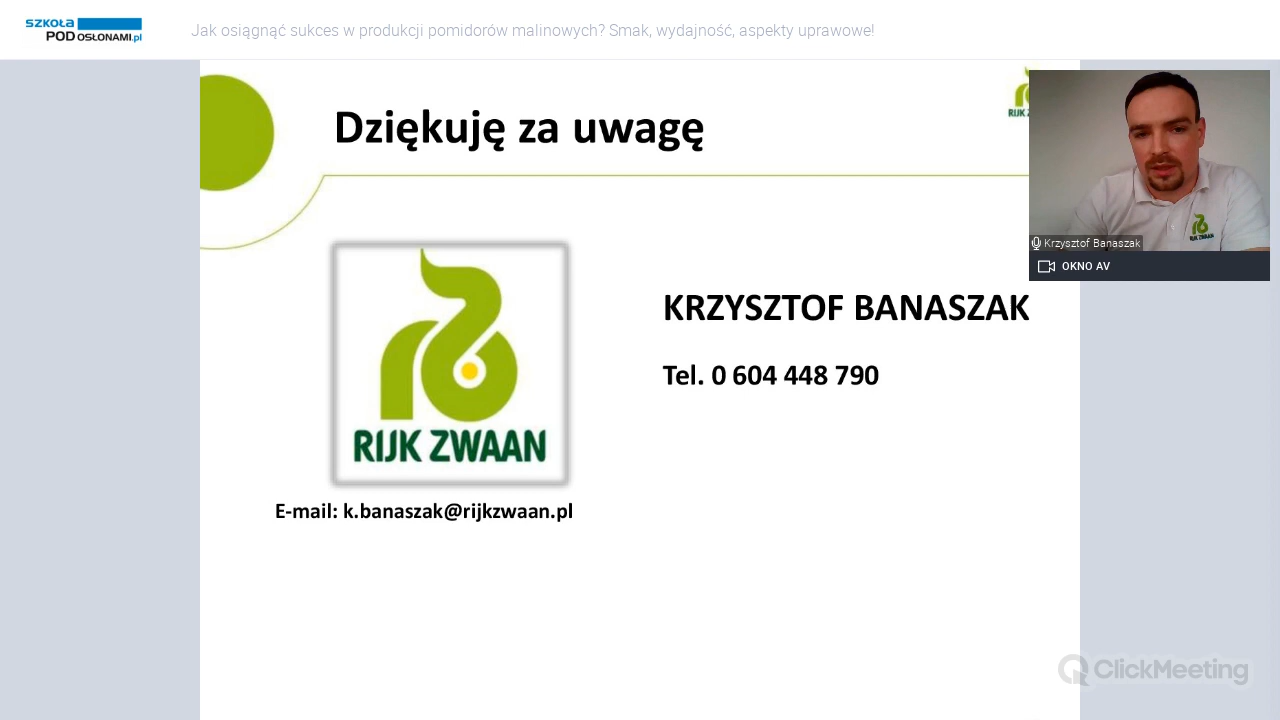 SZKOŁA
POD OSŁONAMI.pl
Jak osiągnąć sukces w produkcji pomidorów malinowych? Smak, wydajność, aspekty uprawowe!
Dziękuję za uwagę
RIJK
Krzysztof Banaszak
RIJK ZWAAN
OKNO AV
KRZYSZTOF BANASZAK
Tel. 0 604 448 790
RIJK ZWAAN
E-mail: k.banaszak@rijkzwaan.pl
ClickMeeting